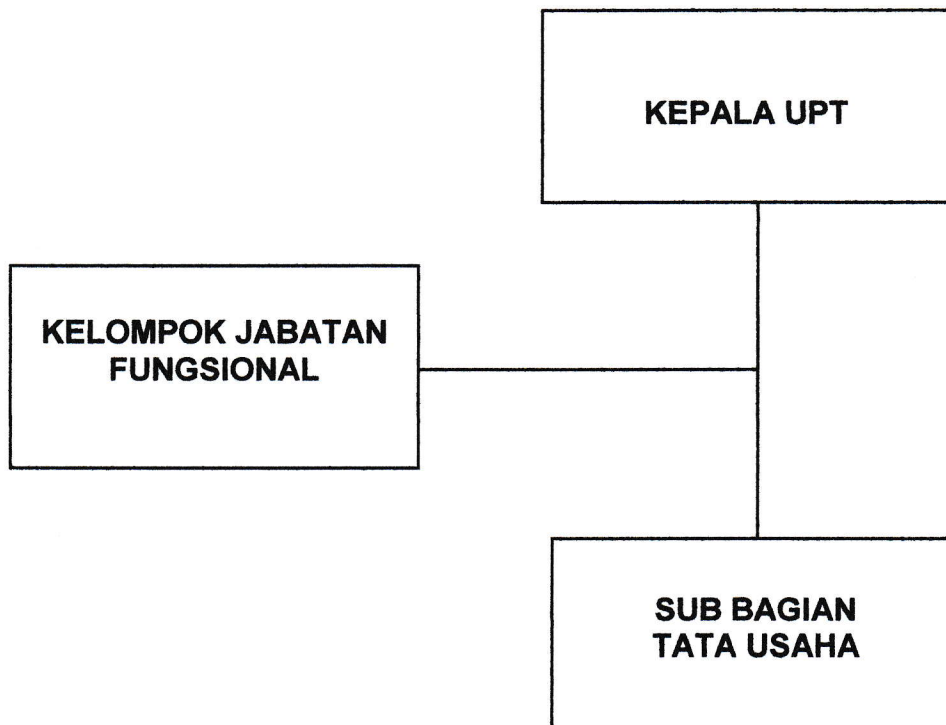 KEPALA UPT
KELOMPOK JABATAN
FUNGSIONAL
SUB BAGIAN
TATA USAHA